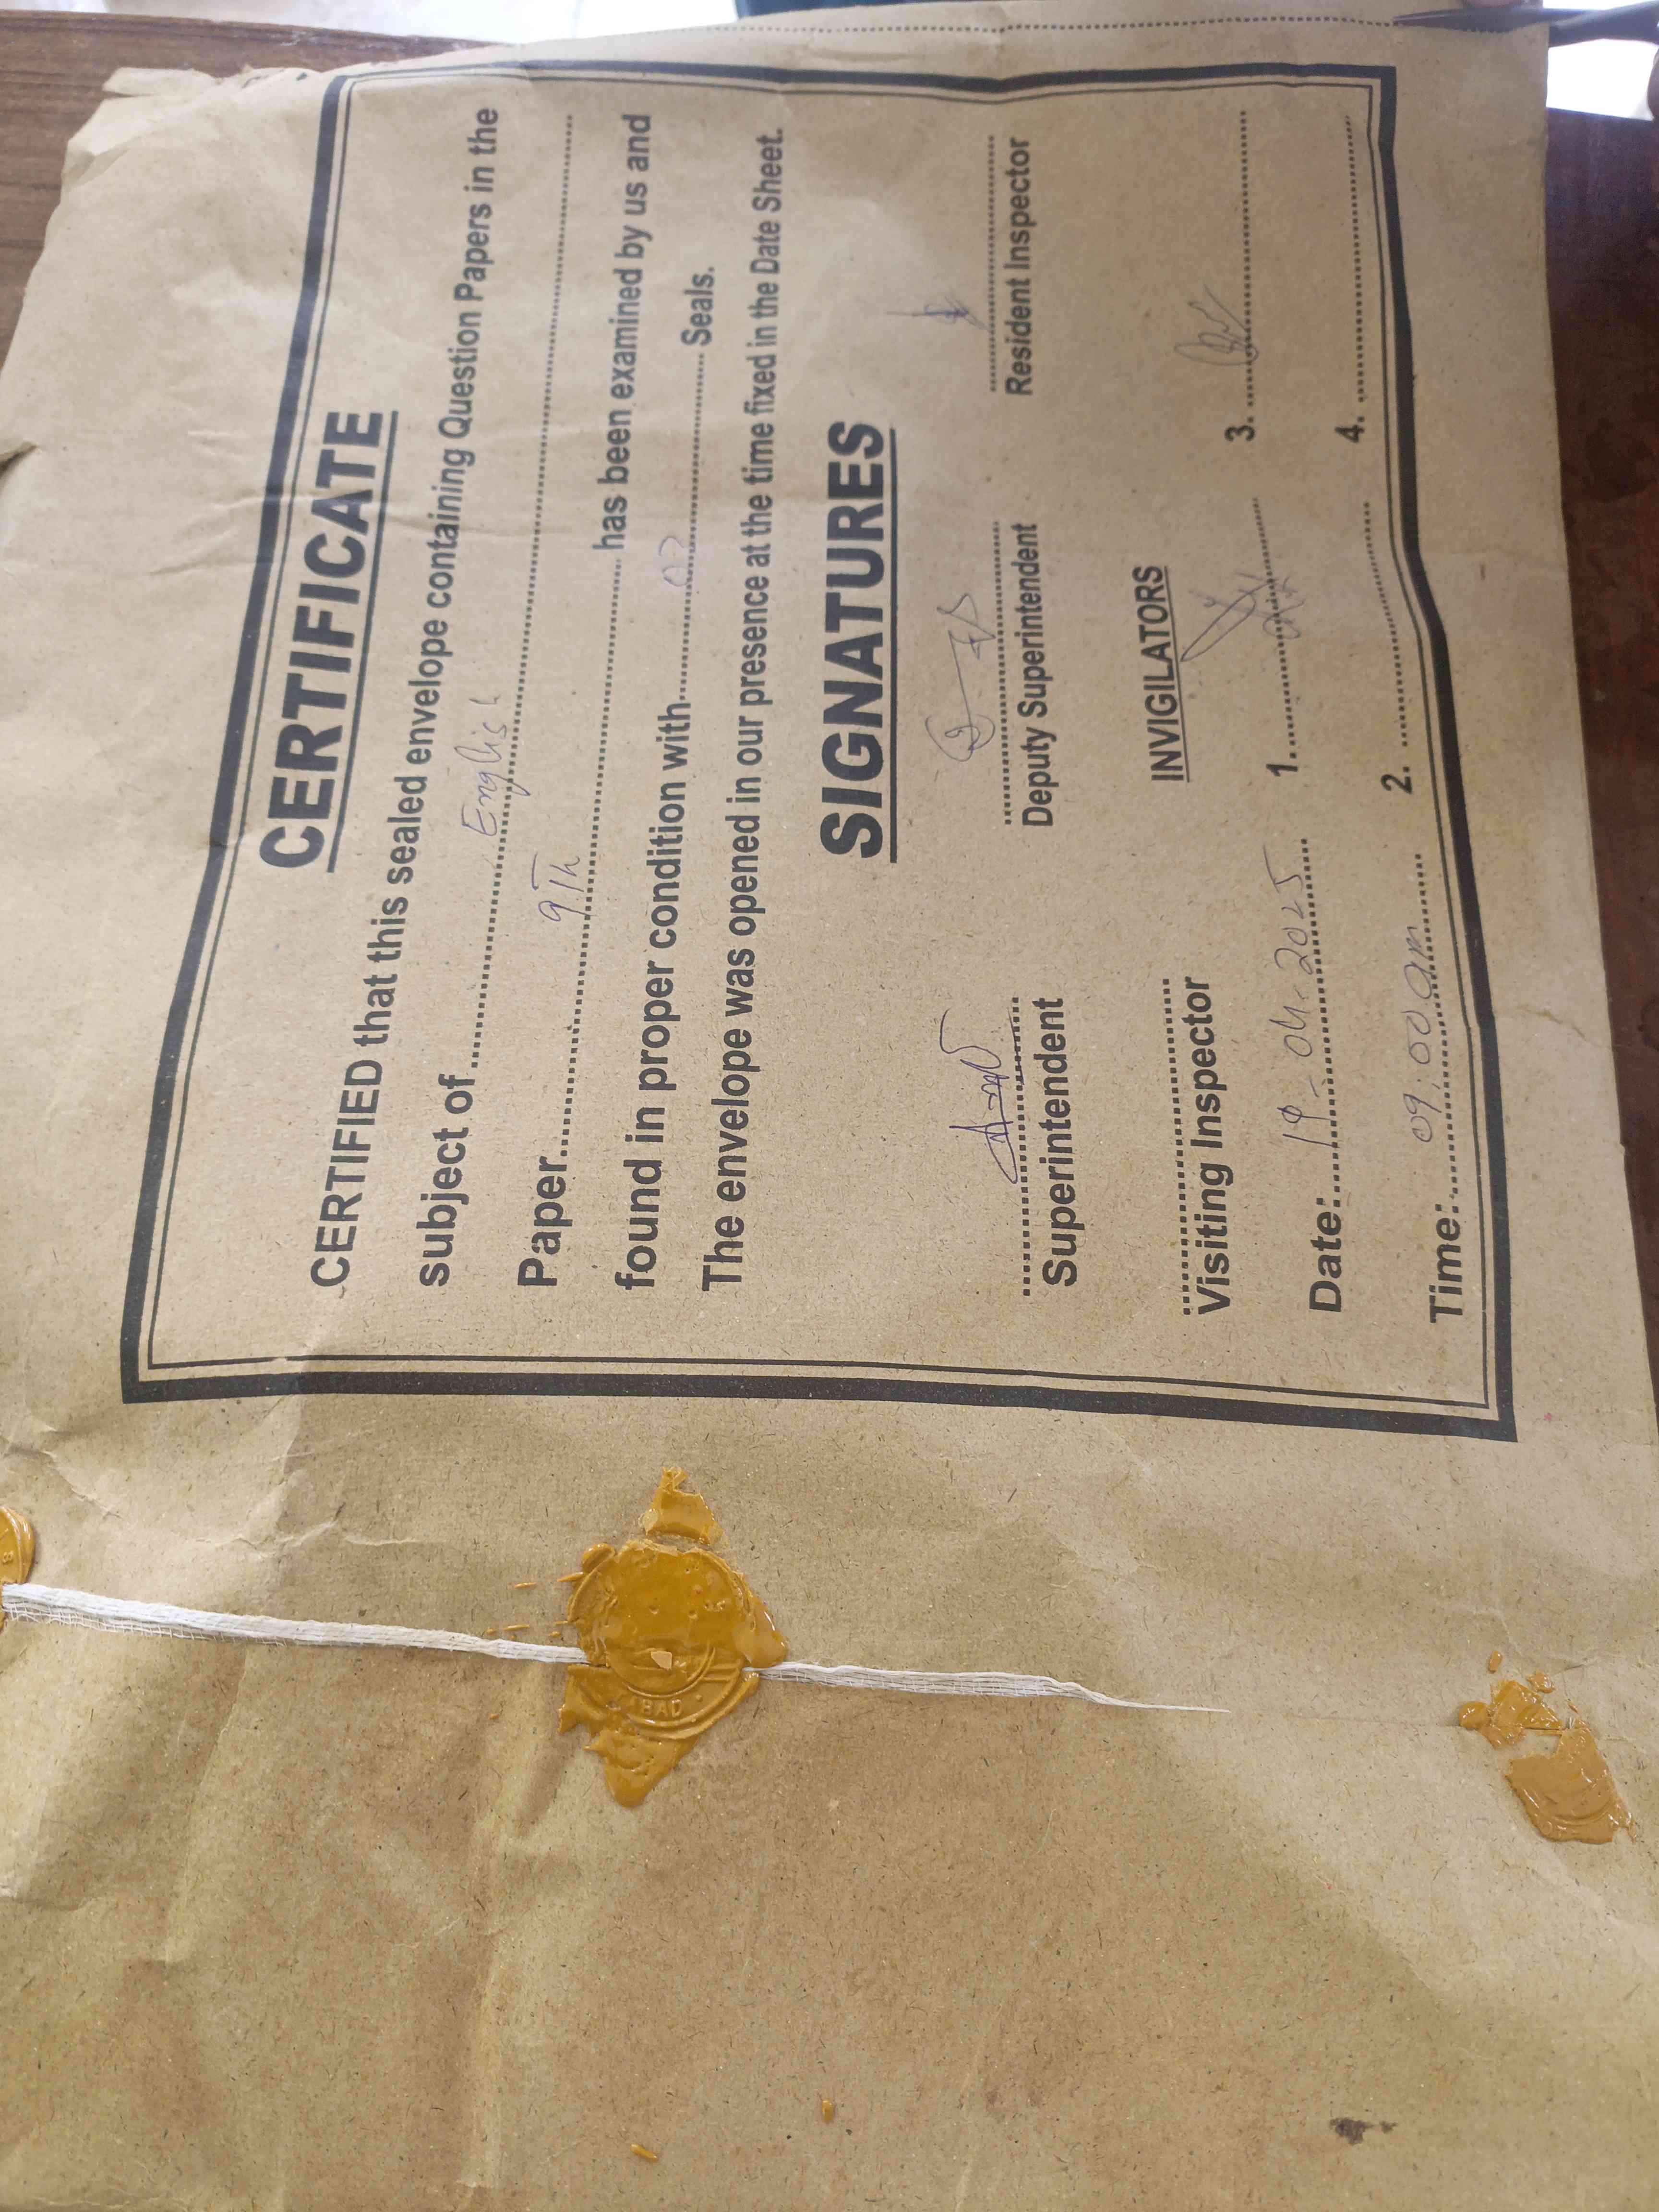 CERTIFICATE
CERTIFIED that this sealed envelope containing Question Papers in the
subject of English
Paper 9Th has been examined by us and
found in proper condition with Seals.
The envelope was opened in our presence at the time fixed in the Date Sheet.
SIGNATURES
Superintendent Deputy Superintendent Resident Inspector
INVIGILATORS
Visiting Inspector
1. 3.
Date: 19-04-2025
2. 4.
Time: 09:00 am
BAD